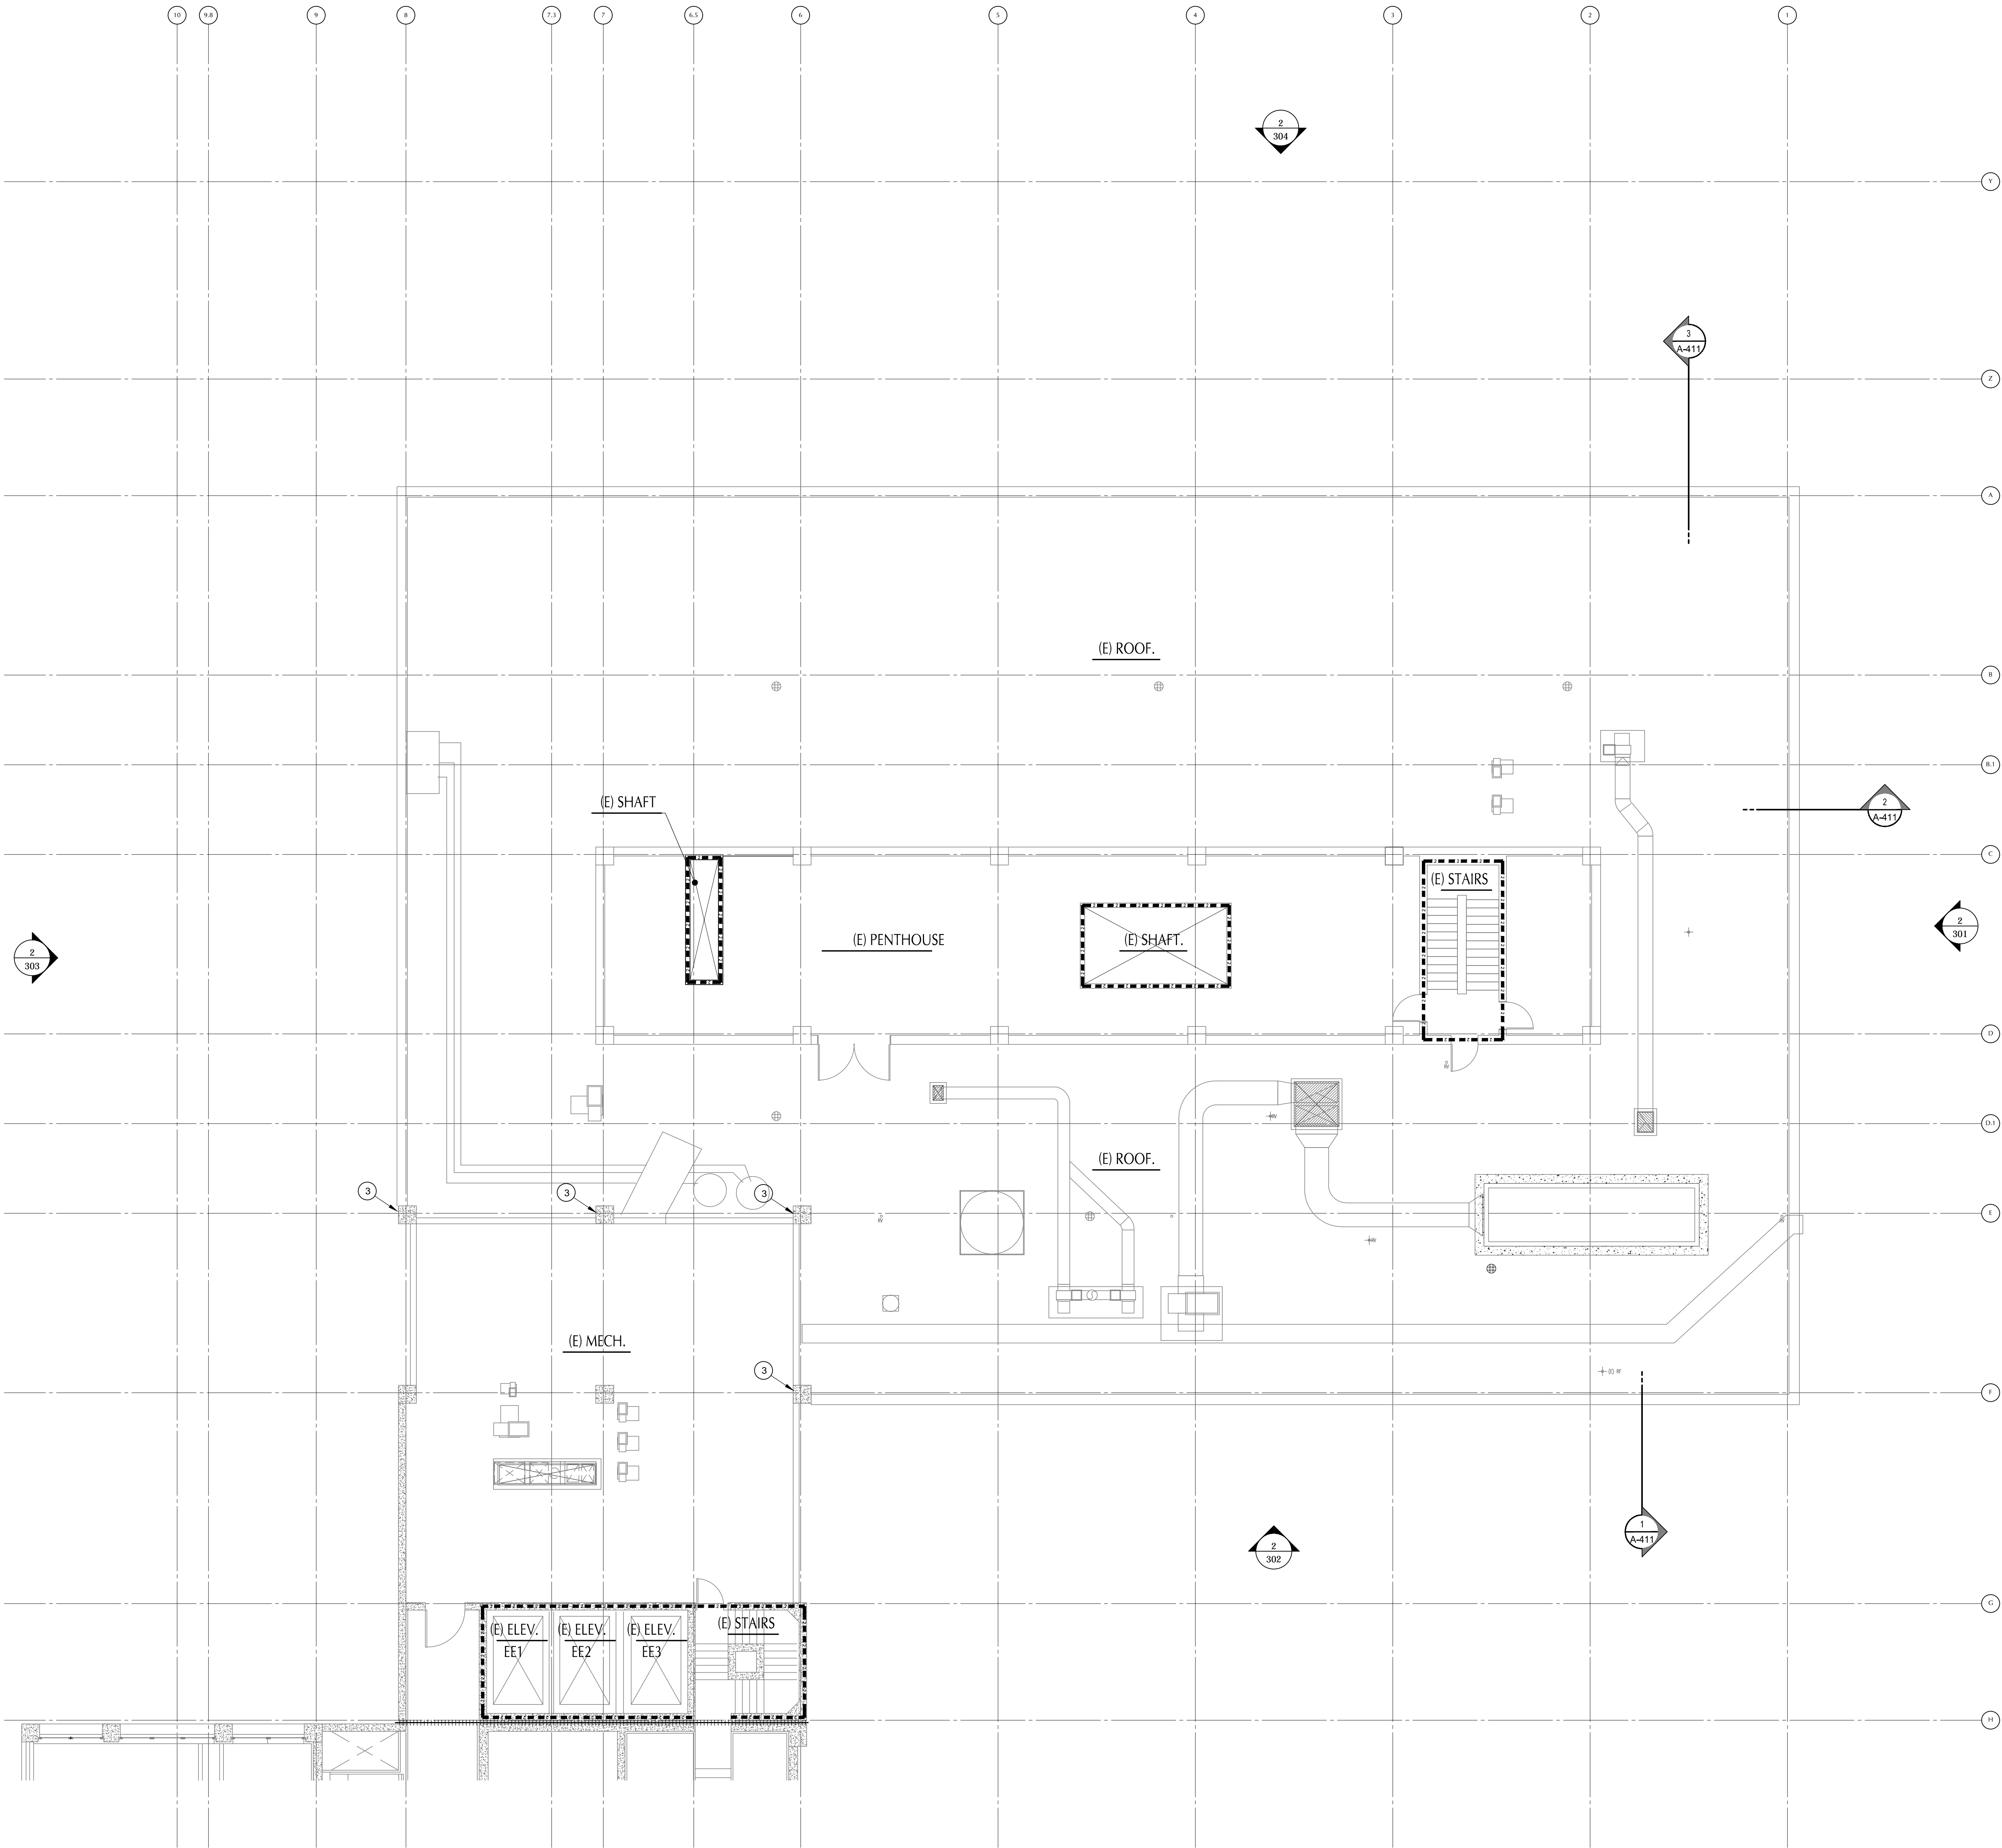 10 9.8 9 8 7.3 7 6.5 6 5 4 3 2 1
2
304
Y
3
A-411
Z
A
(E) ROOF.
B
B.1
(E) SHAFT
2
A-411
C
(E) STAIRS
2
301
(E) PENTHOUSE
(E) SHAFT.
2
303
D
D.1
(E) ROOF.
3
3
3
E
(E) MECH.
3
(E) RF
F
1
A-411
2
302
G
(E) ELEV.
EE1
(E) ELEV.
EE2
(E) ELEV.
EE3
(E) STAIRS
H